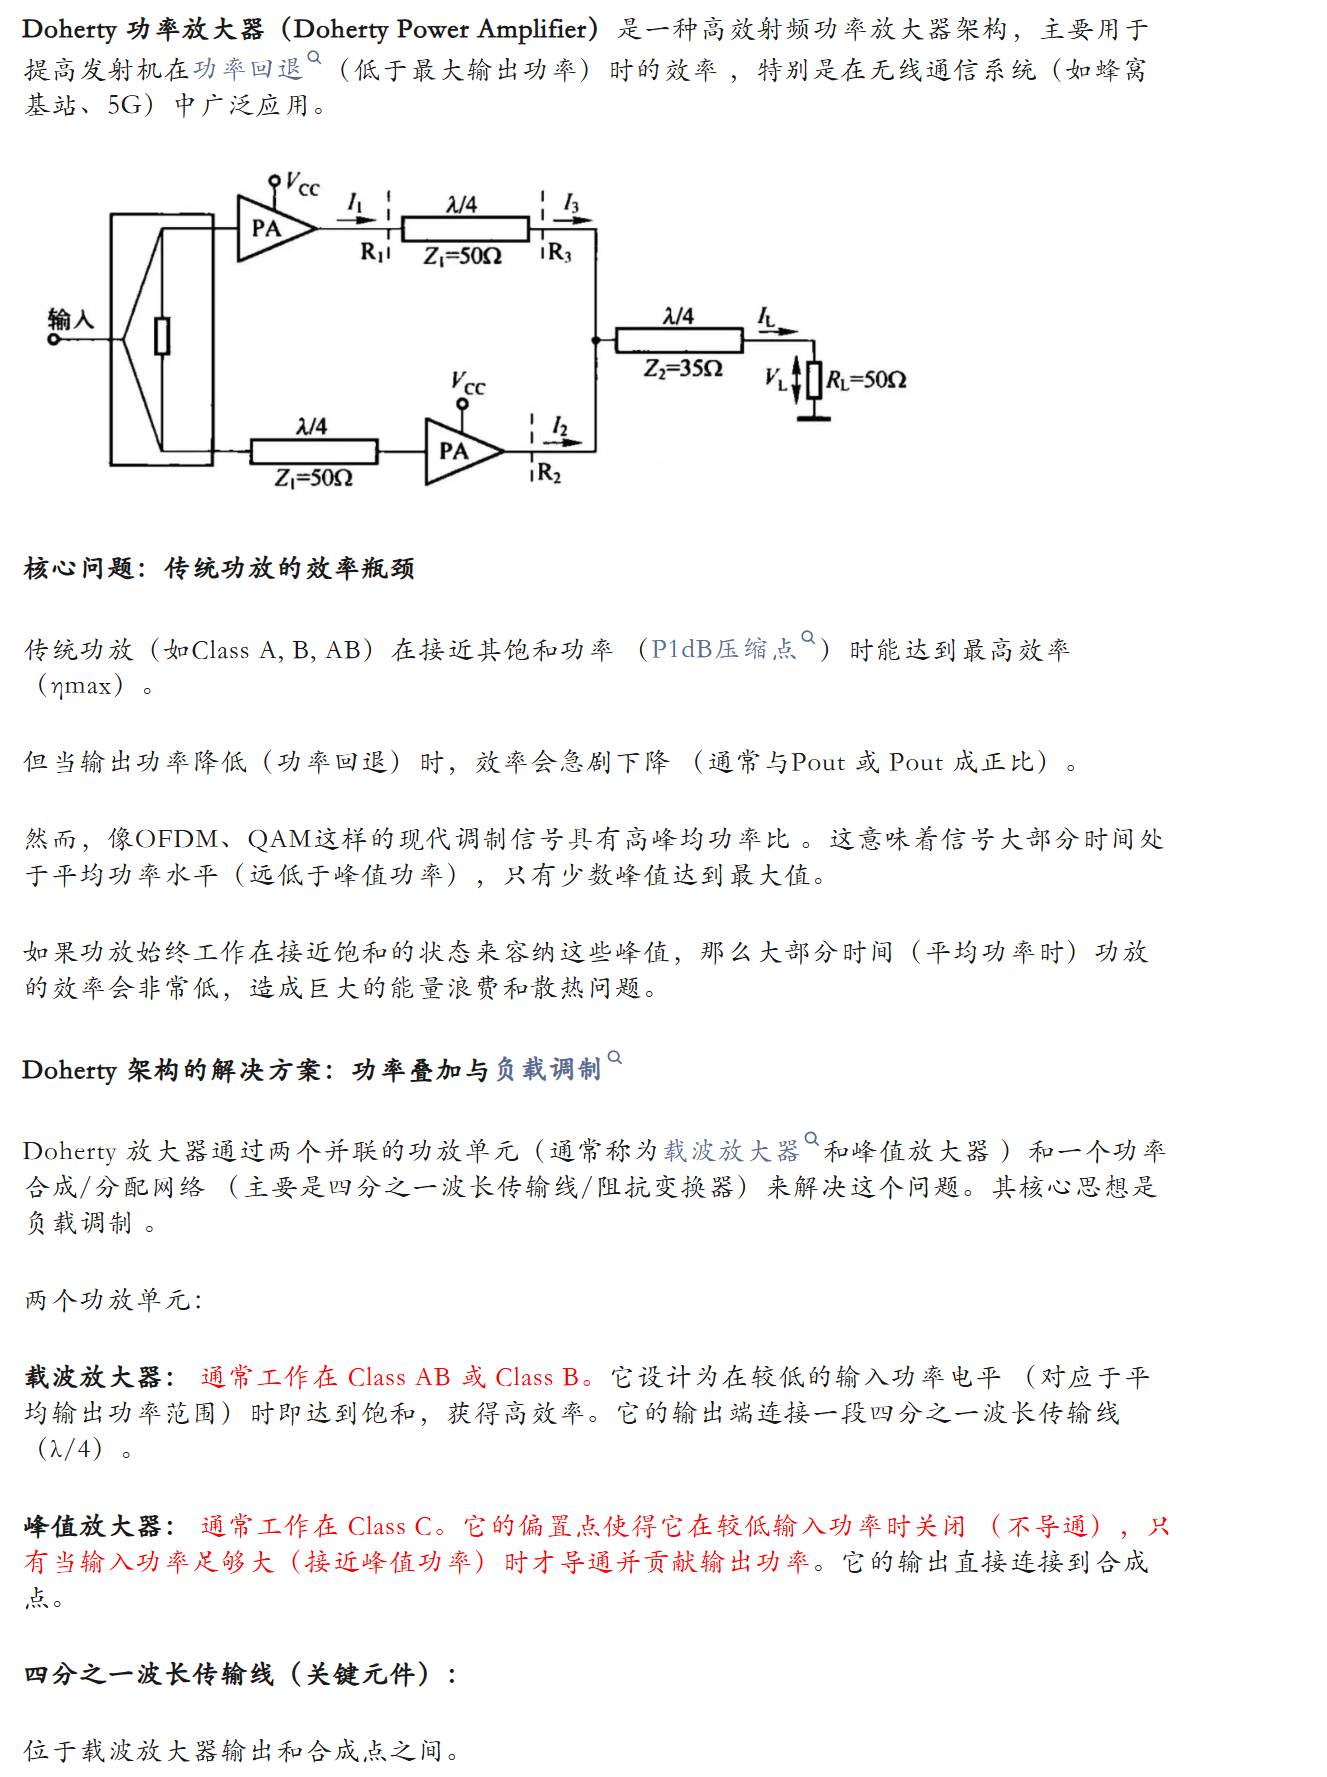 Doherty 功率放大器（Doherty Power Amplifier）是一种高效射频功率放大器架构，主要用于
提高发射机在功率回退（低于最大输出功率）时的效率，特别是在无线通信系统（如蜂窝
基站、5G）中广泛应用。
VCC
I1
λ/4
I3
PA
R1
Z1=50Ω
R3
输入
λ/4
IL
Z2=35Ω
VL
RL=50Ω
VCC
λ/4
I2
PA
Z1=50Ω
R2
核心问题：传统功放的效率瓶颈
传统功放（如Class A, B, AB）在接近其饱和功率（P1dB压缩点）时能达到最高效率
（ηmax）。
但当输出功率降低（功率回退）时，效率会急剧下降（通常与Pout 或 Pout 成正比）。
然而，像OFDM、QAM这样的现代调制信号具有高峰均功率比 。这意味着信号大部分时间处
于平均功率水平（远低于峰值功率），只有少数峰值达到最大值。
如果功放始终工作在接近饱和的状态来容纳这些峰值，那么大部分时间（平均功率时）功放
的效率会非常低，造成巨大的能量浪费和散热问题。
Doherty 架构的解决方案：功率叠加与负载调制
Doherty 放大器通过两个并联的功放单元（通常称为载波放大器和峰值放大器 ）和一个功率
合成/分配网络 （主要是四分之一波长传输线/阻抗变换器）来解决这个问题。其核心思想是
负载调制 。
两个功放单元：
载波放大器： 通常工作在 Class AB 或 Class B。它设计为在较低的输入功率电平 （对应于平
均输出功率范围）时即达到饱和，获得高效率。它的输出端连接一段四分之一波长传输线
（λ/4）。
峰值放大器： 通常工作在 Class C。它的偏置点使得它在较低输入功率时关闭 （不导通），只
有当输入功率足够大（接近峰值功率）时才导通并贡献输出功率。它的输出直接连接到合成
点。
四分之一波长传输线（关键元件）：
位于载波放大器输出和合成点之间。